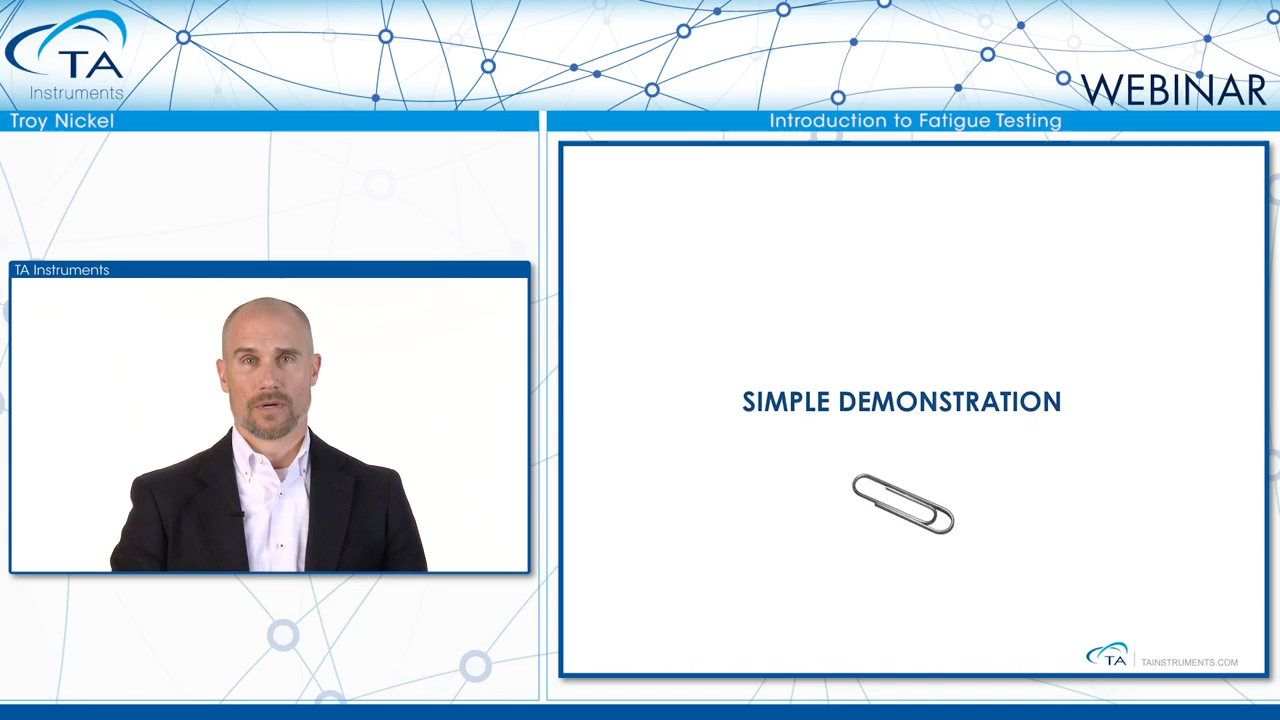 TA
Instruments
WEBINAR
Troy Nickel
Introduction to Fatigue Testing
TA Instruments
SIMPLE DEMONSTRATION
TA
TAINSTRUMENTS.COM